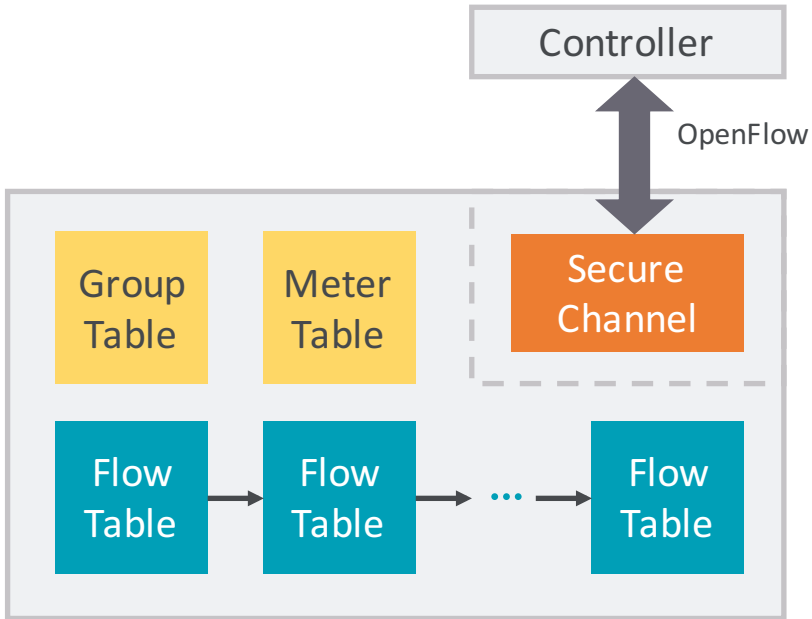 Controller
OpenFlow
Group
Table
Meter
Table
Secure
Channel
Flow
Table
Flow
Table
...
Flow
Table